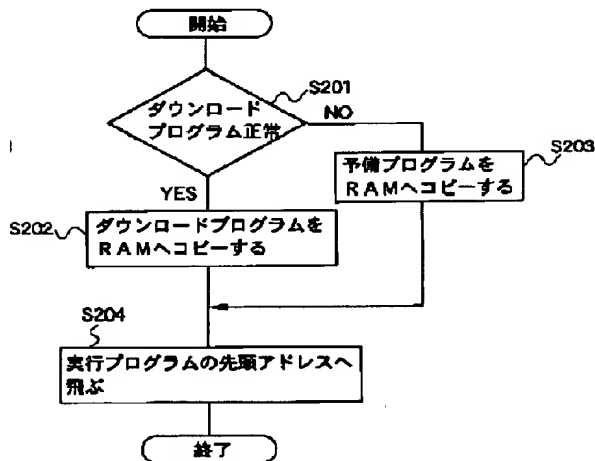 開始
S201
ダウンロード
プログラム正常
NO
S203
予備プログラムを
RAMへコピーする
YES
S202
ダウンロードプログラムを
RAMへコピーする
S204
実行プログラムの先頭アドレスへ
飛ぶ
終了